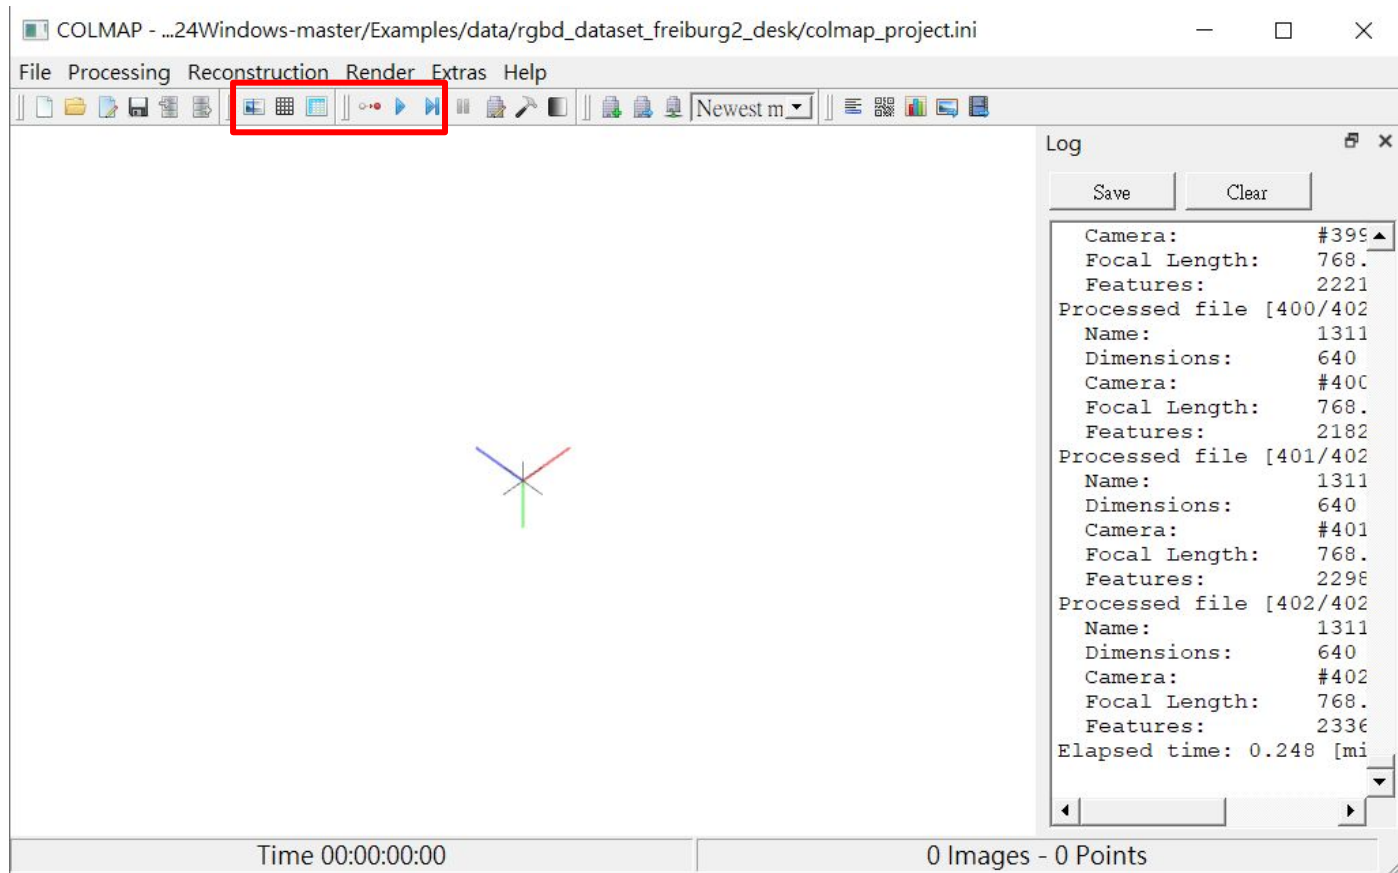 COLMAP - ...24Windows-master/Examples/data/rgbd_dataset_freiburg2_desk/colmap_project.ini
File Processing Reconstruction Render Extras Help
Newest m
Log
Save Clear
Camera: #399
Focal Length: 768.
Features: 2221
Processed file [400/402
Name: 1311
Dimensions: 640
Camera: #400
Focal Length: 768.
Features: 2182
Processed file [401/402
Name: 1311
Dimensions: 640
Camera: #401
Focal Length: 768.
Features: 2298
Processed file [402/402
Name: 1311
Dimensions: 640
Camera: #402
Focal Length: 768.
Features: 2336
Elapsed time: 0.248 [mi
Time 00:00:00:00
0 Images - 0 Points